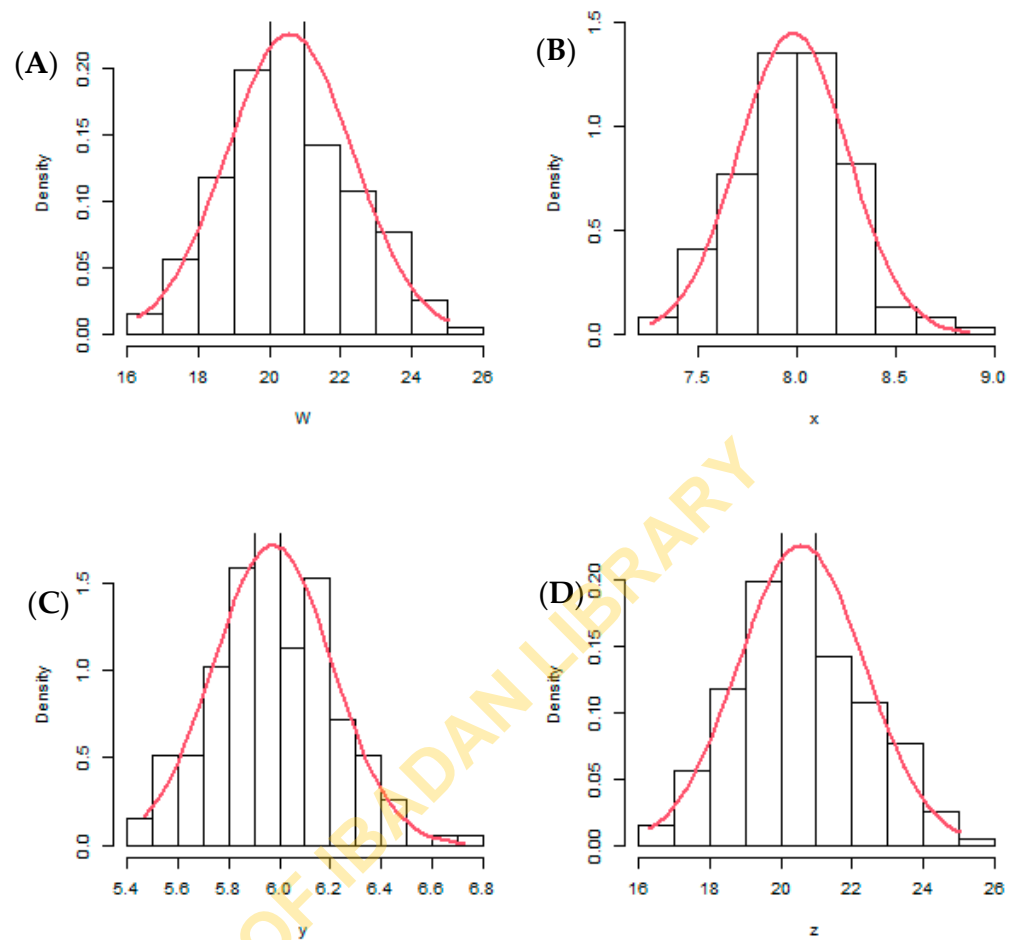 (A)
Density
0.00 0.05 0.10 0.15 0.20
16 18 20 22 24 26
W
(B)
Density
0.0 0.5 1.0 1.5
7.5 8.0 8.5 9.0
x
(C)
Density
0.0 0.5 1.0 1.5
5.4 5.6 5.8 6.0 6.2 6.4 6.6 6.8
y
(D)
Density
0.00 0.05 0.10 0.15 0.20
16 18 20 22 24 26
z
OF IBADAN LIBRARY